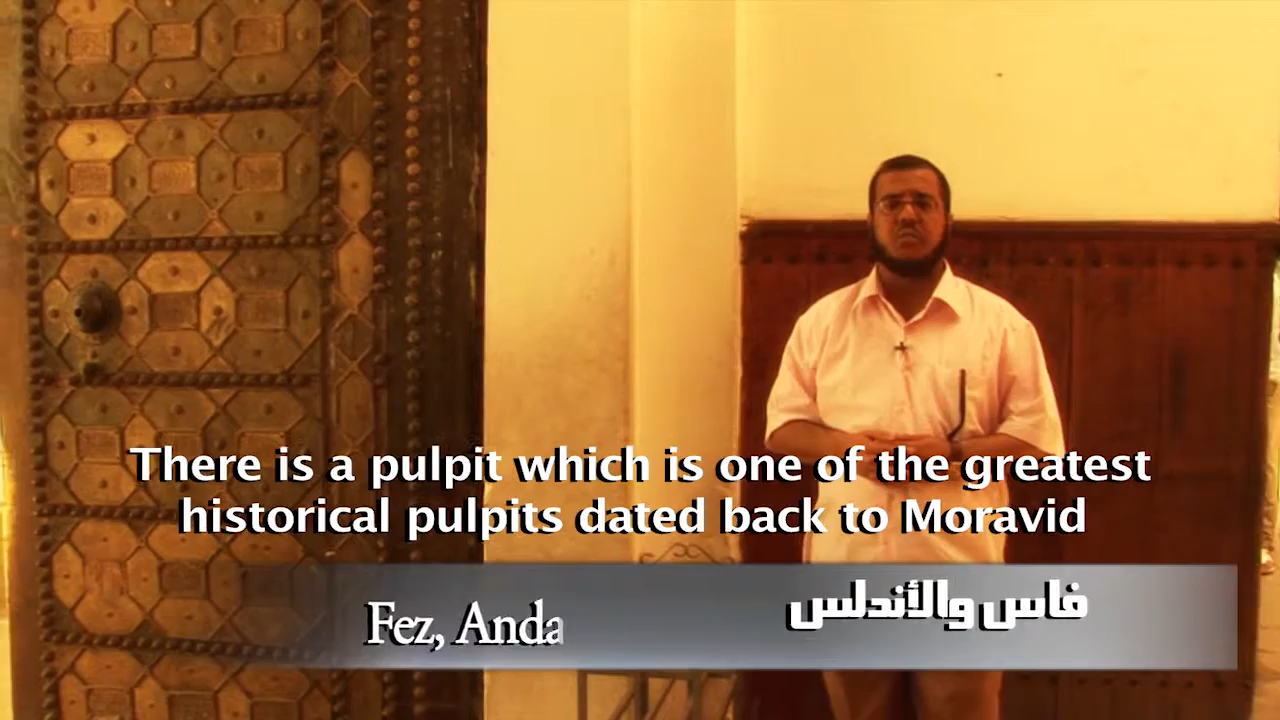 There is a pulpit which is one of the greatest
historical pulpits dated back to Moravid
فاس والأندلس
Fez, Anda